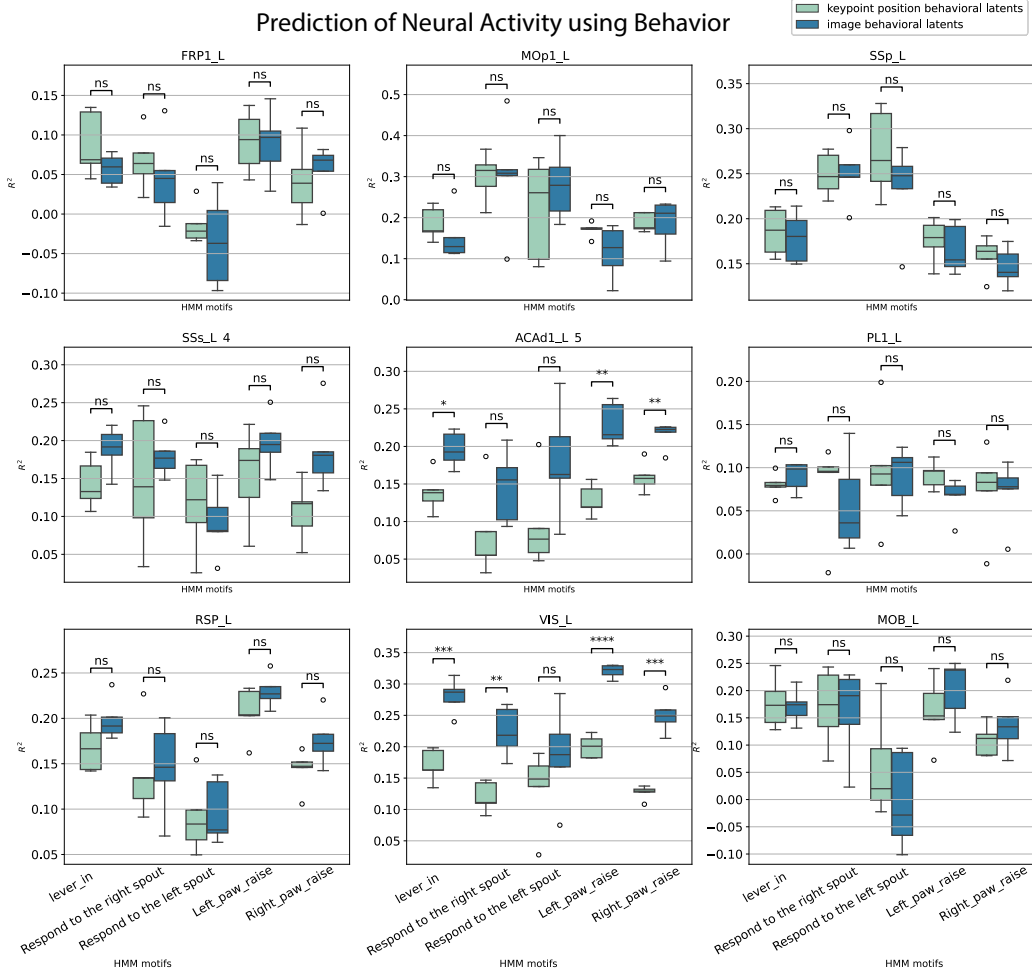 Prediction of Neural Activity using Behavior
keypoint position behavioral latents
image behavioral latents
FRP1_L
R²
0.15
0.10
0.05
0.00
−0.05
−0.10
ns
ns
ns
ns
ns
HMM motifs
MOp1_L
R²
0.5
0.4
0.3
0.2
0.1
0.0
ns
ns
ns
ns
ns
HMM motifs
SSp_L
R²
0.35
0.30
0.25
0.20
0.15
ns
ns
ns
ns
ns
HMM motifs
SSs_L 4
R²
0.30
0.25
0.20
0.15
0.10
0.05
ns
ns
ns
ns
ns
HMM motifs
ACAd1_L 5
R²
0.30
0.25
0.20
0.15
0.10
0.05
*
ns
ns
**
**
HMM motifs
PL1_L
R²
0.20
0.15
0.10
0.05
0.00
ns
ns
ns
ns
ns
HMM motifs
RSP_L
R²
0.25
0.20
0.15
0.10
0.05
ns
ns
ns
ns
ns
lever_in
Respond to the right spout
Respond to the left spout
Left_paw_raise
Right_paw_raise
HMM motifs
VIS_L
R²
0.35
0.30
0.25
0.20
0.15
0.10
0.05
***
**
ns
****
***
lever_in
Respond to the right spout
Respond to the left spout
Left_paw_raise
Right_paw_raise
HMM motifs
MOB_L
R²
0.30
0.25
0.20
0.15
0.10
0.05
0.00
−0.05
−0.10
ns
ns
ns
ns
ns
lever_in
Respond to the right spout
Respond to the left spout
Left_paw_raise
Right_paw_raise
HMM motifs